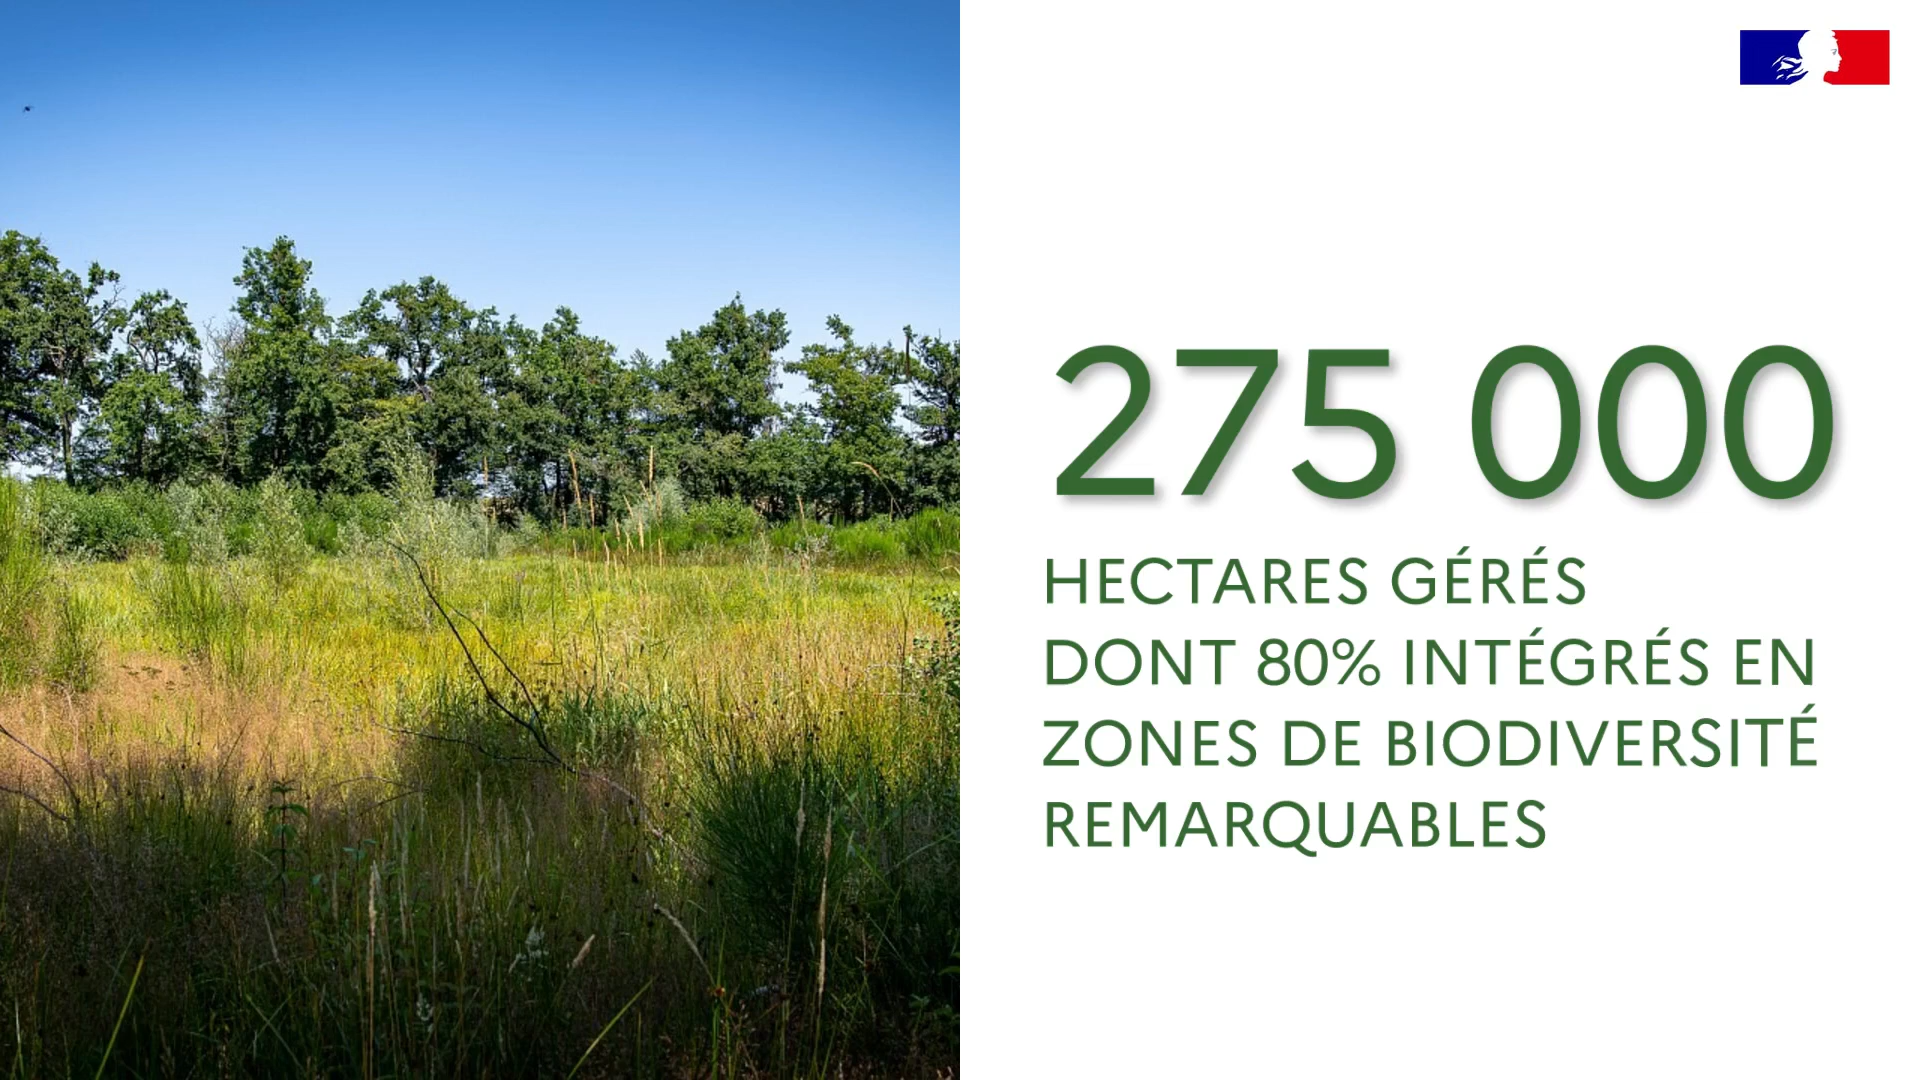 275 000
HECTARES GÉRÉS
DONT 80% INTÉGRÉS EN
ZONES DE BIODIVERSITÉ
REMARQUABLES